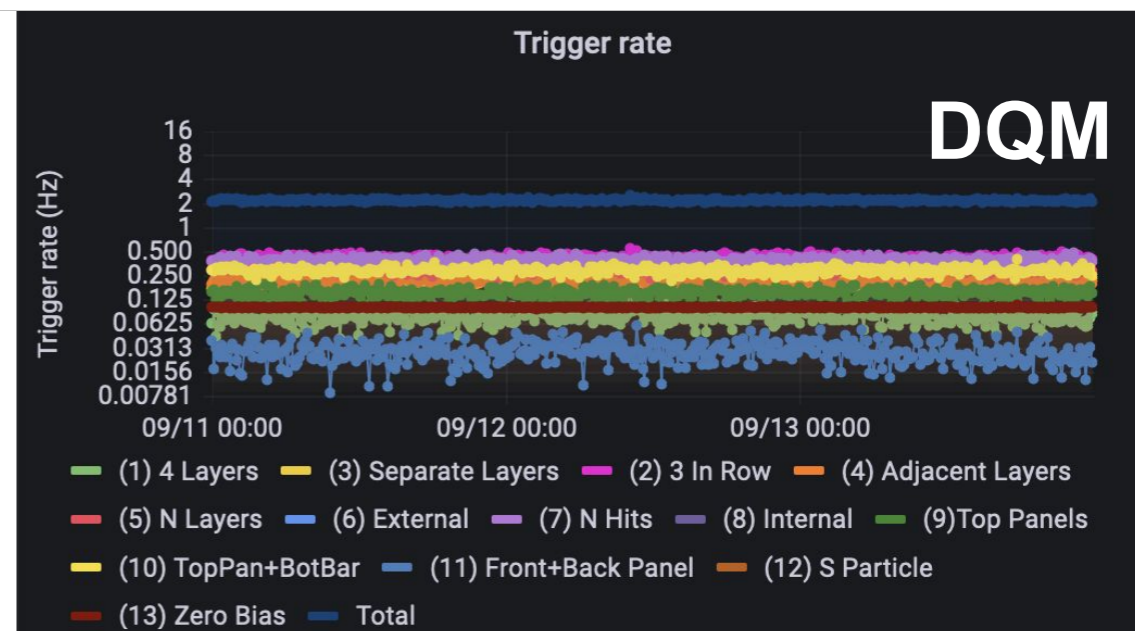 Trigger rate
DQM
Trigger rate (Hz)
16
8
4
2
1
0.500
0.250
0.125
0.0625
0.0313
0.0156
0.00781
09/11 00:00 09/12 00:00 09/13 00:00
(1) 4 Layers (3) Separate Layers (2) 3 In Row (4) Adjacent Layers
(5) N Layers (6) External (7) N Hits (8) Internal (9)Top Panels
(10) TopPan+BotBar (11) Front+Back Panel (12) S Particle
(13) Zero Bias Total